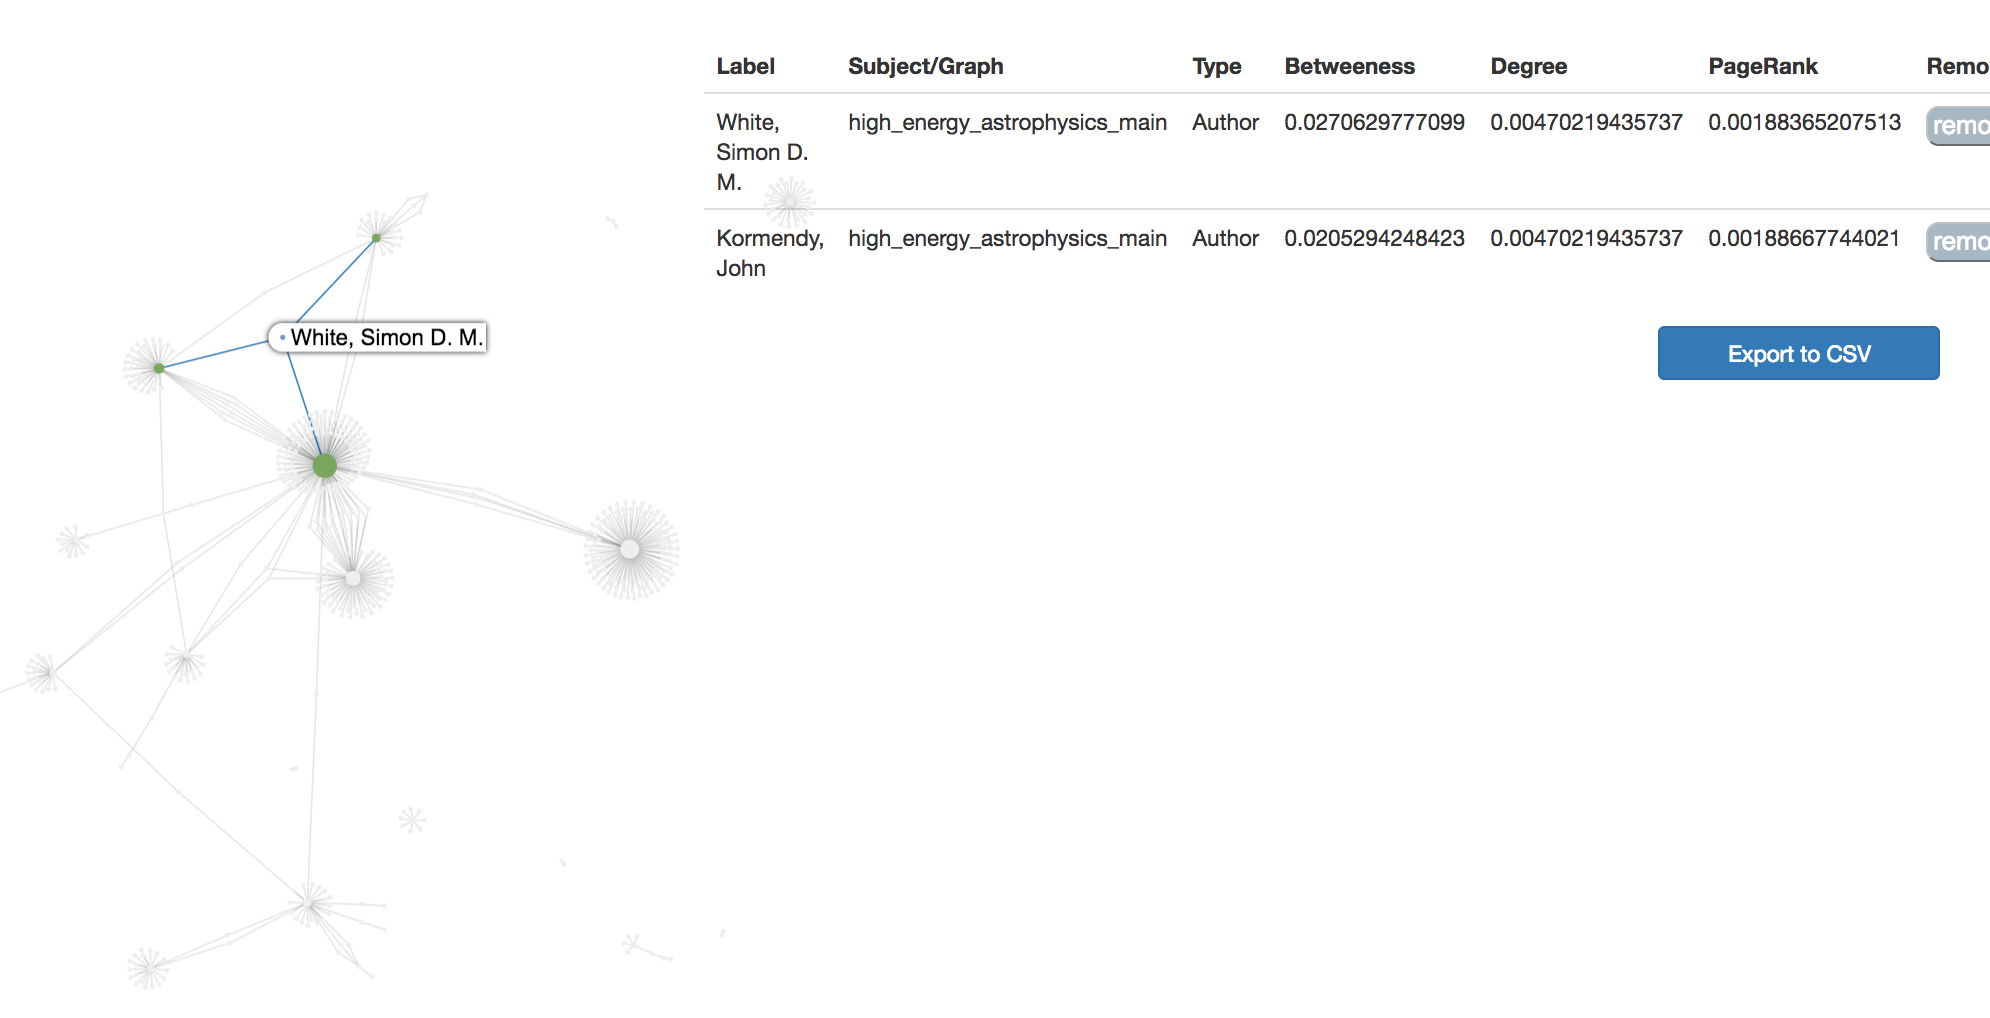 Label Subject/Graph Type Betweeness Degree PageRank Remo
White, high_energy_astrophysics_main Author 0.0270629777099 0.00470219435737 0.00188365207513 remo
Simon D.
M.
Kormendy, high_energy_astrophysics_main Author 0.0205294248423 0.00470219435737 0.00188667744021 remo
John
White, Simon D. M.
Export to CSV